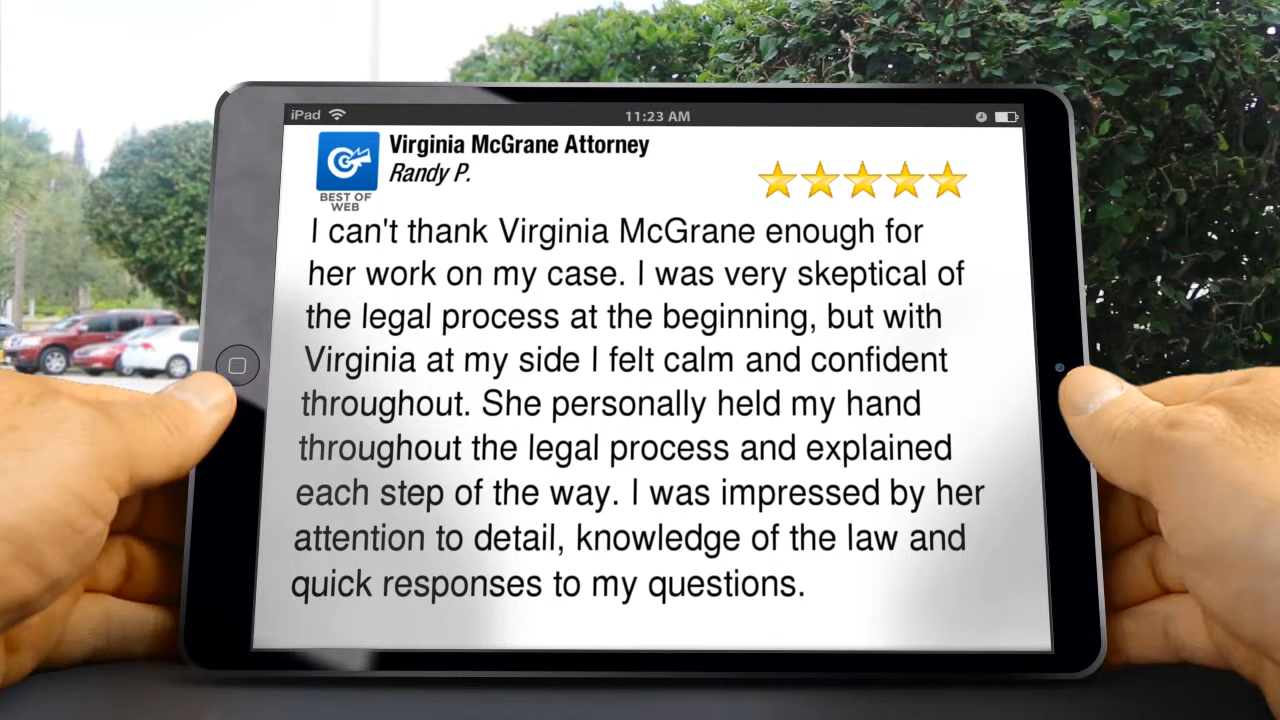 iPad 11:23 AM
Virginia McGrane Attorney
Randy P.
BEST OF
WEB
I can't thank Virginia McGrane enough for
her work on my case. I was very skeptical of
the legal process at the beginning, but with
Virginia at my side I felt calm and confident
throughout. She personally held my hand
throughout the legal process and explained
each step of the way. I was impressed by her
attention to detail, knowledge of the law and
quick responses to my questions.